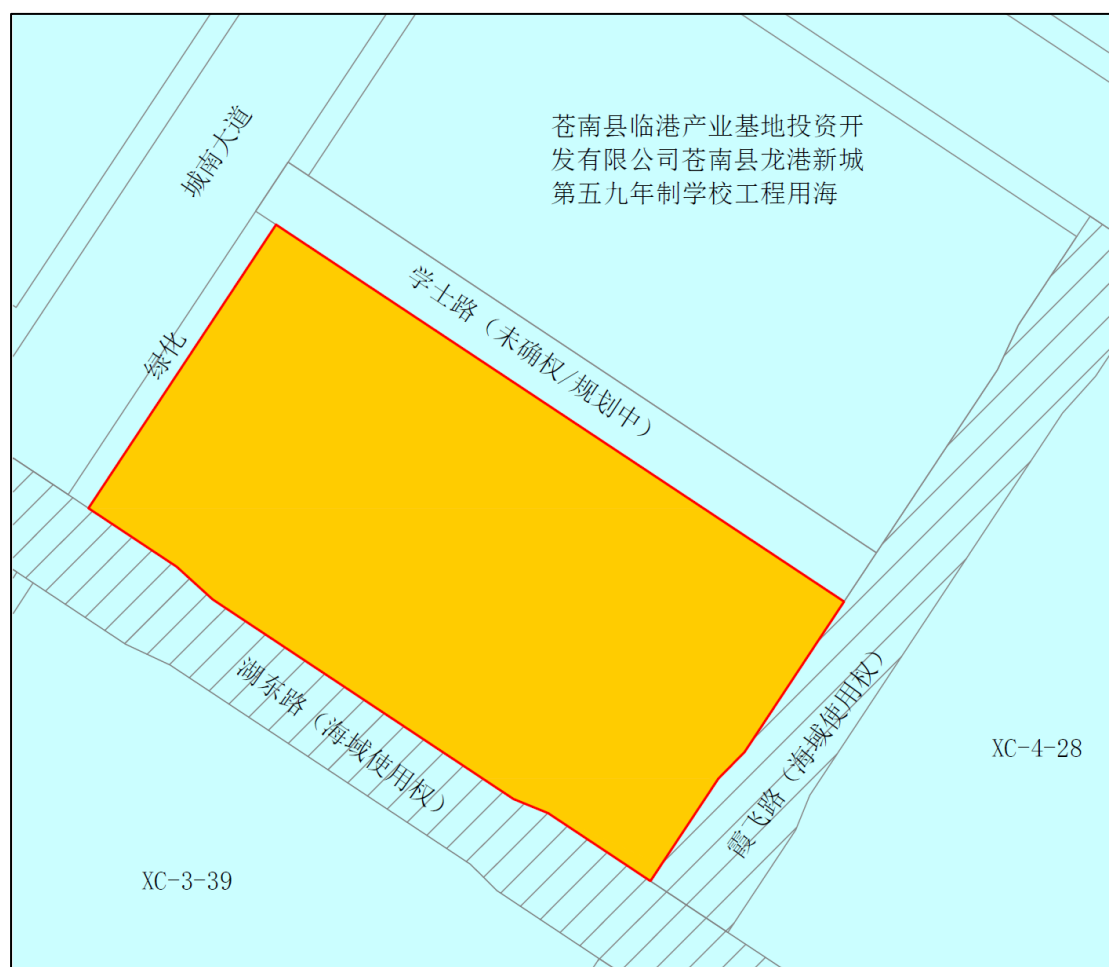 苍南县临港产业基地投资开
发有限公司苍南县龙港新城
第五九年制学校工程用海
城南大道
学士路（未确权/规划中）
绿化
湖东路（海域使用权）
霞飞路（海域使用权）
XC-4-28
XC-3-39